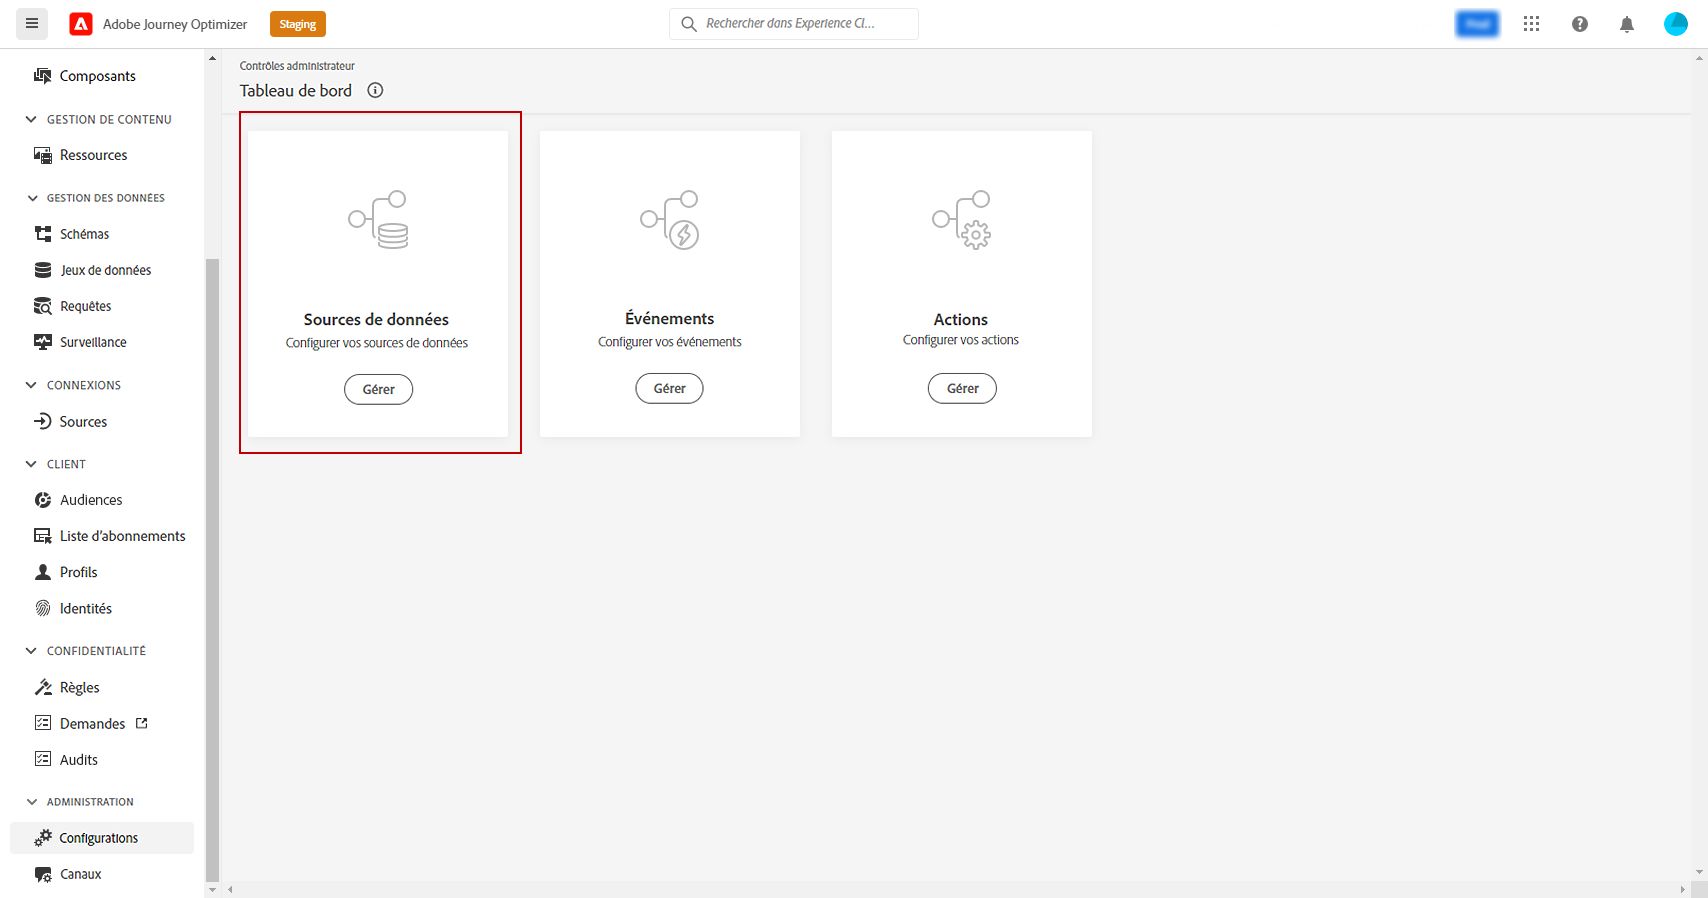 Adobe Journey Optimizer
Staging
Rechercher dans Experience Cl...
Composants
GESTION DE CONTENU
Ressources
GESTION DES DONNÉES
Schémas
Jeux de données
Requêtes
Surveillance
CONNEXIONS
Sources
CLIENT
Audiences
Liste d'abonnements
Profils
Identités
CONFIDENTIALITÉ
Règles
Demandes
Audits
ADMINISTRATION
Configurations
Canaux
Contrôles administrateur
Tableau de bord
Sources de données
Configurer vos sources de données
Gérer
Événements
Configurer vos événements
Gérer
Actions
Configurer vos actions
Gérer